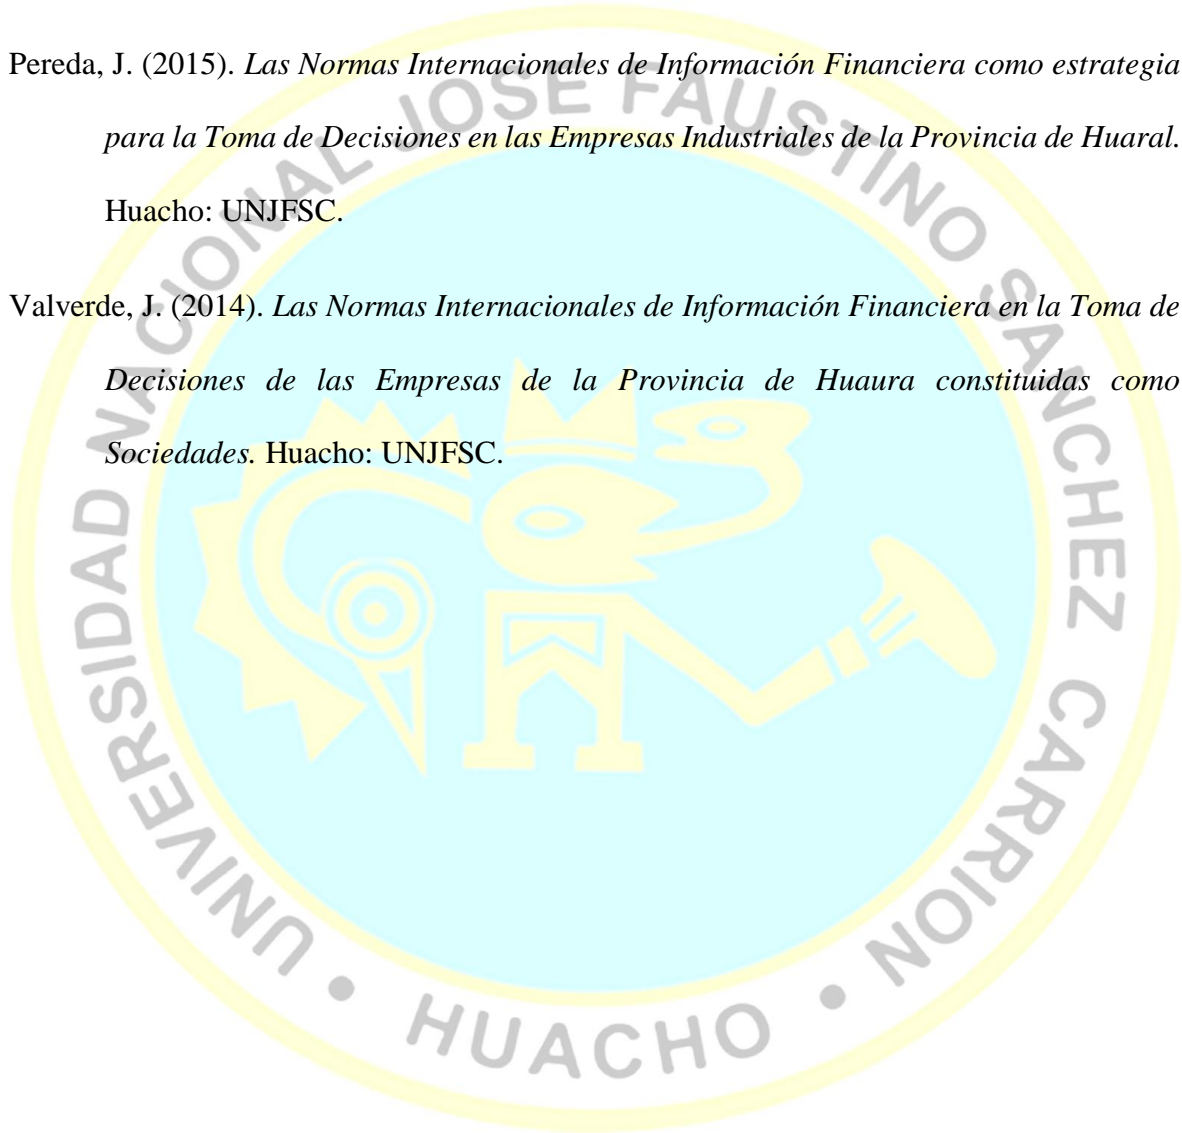 Pereda, J. (2015). Las Normas Internacionales de Información Financiera como estrategia
para la Toma de Decisiones en las Empresas Industriales de la Provincia de Huaral.
Huacho: UNJFSC.
Valverde, J. (2014). Las Normas Internacionales de Información Financiera en la Toma de
Decisiones de las Empresas de la Provincia de Huaura constituidas como
Sociedades. Huacho: UNJFSC.
UNIVERSIDAD NACIONAL JOSE FAUSTINO SANCHEZ CARRION • HUACHO •